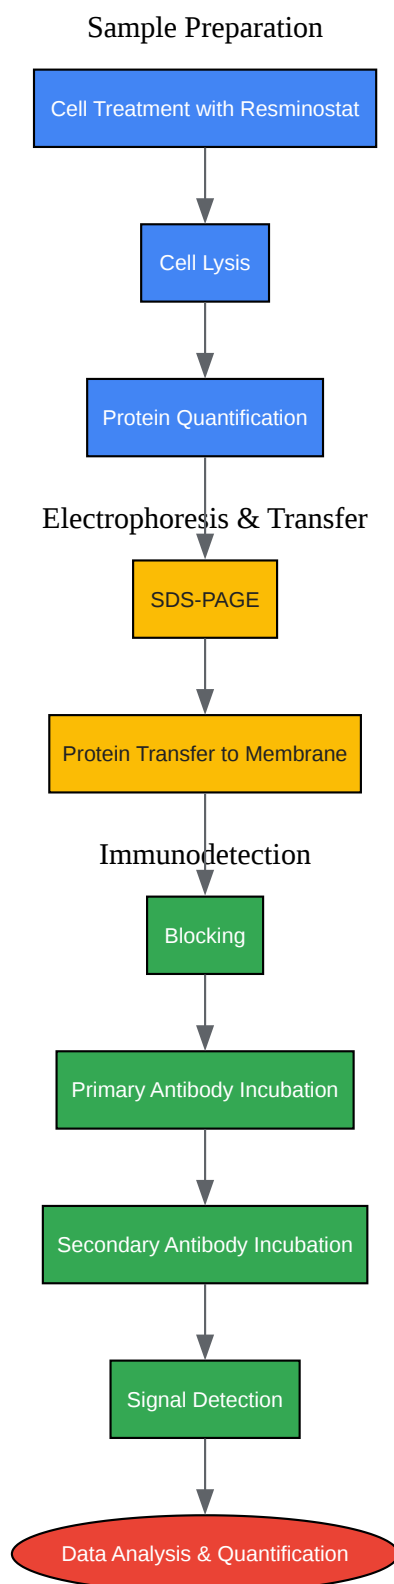 Sample Preparation
Cell Treatment with Resminostat
Cell Lysis
Protein Quantification
Electrophoresis & Transfer
SDS-PAGE
Protein Transfer to Membrane
Immunodetection
Blocking
Primary Antibody Incubation
Secondary Antibody Incubation
Signal Detection
Data Analysis & Quantification